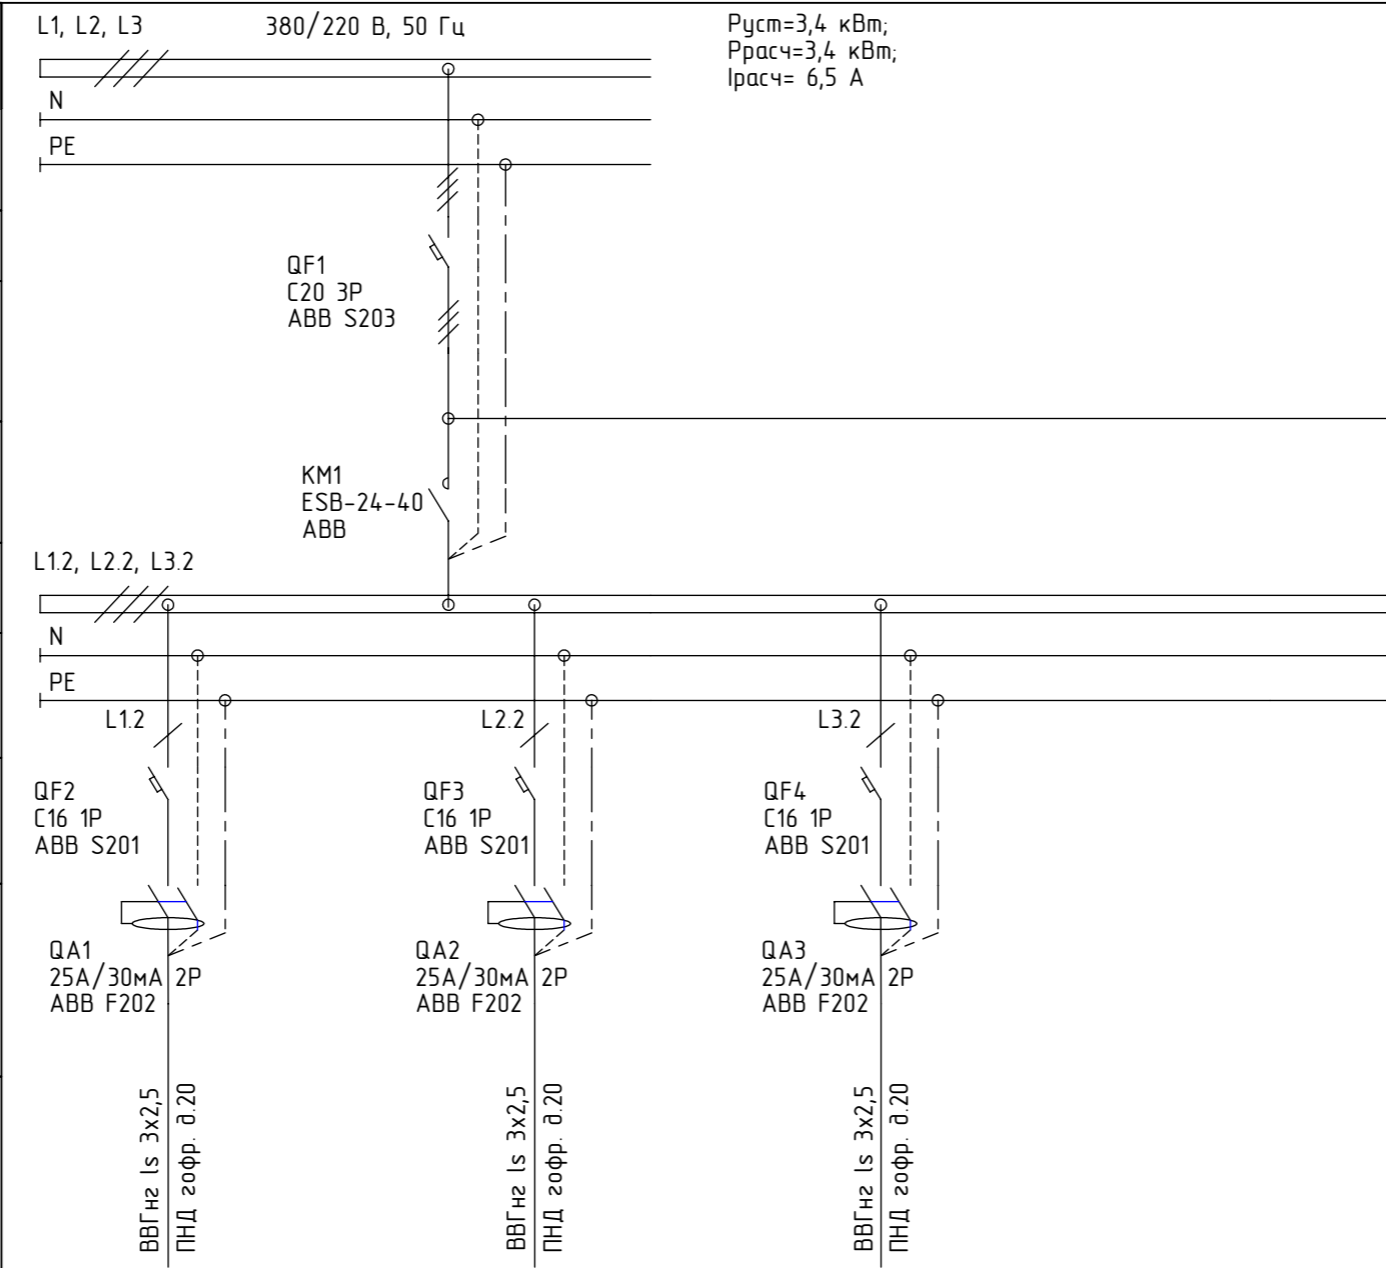 L1, L2, L3
380/220 В, 50 Гц
Руст=3,4 кВт;
Ррасч=3,4 кВт;
Iрасч= 6,5 А
N
PE
QF1
C20 3P
ABB S203
KM1
ESB-24-40
ABB
L1.2, L2.2, L3.2
N
PE
L1.2
L2.2
L3.2
QF2
C16 1P
ABB S201
QF3
C16 1P
ABB S201
QF4
C16 1P
ABB S201
QA1
25А/30мА 2P
ABB F202
QA2
25А/30мА 2P
ABB F202
QA3
25А/30мА 2P
ABB F202
ВВГнг ls 3х2,5
ПНД гофр. д.20
ВВГнг ls 3х2,5
ПНД гофр. д.20
ВВГнг ls 3х2,5
ПНД гофр. д.20